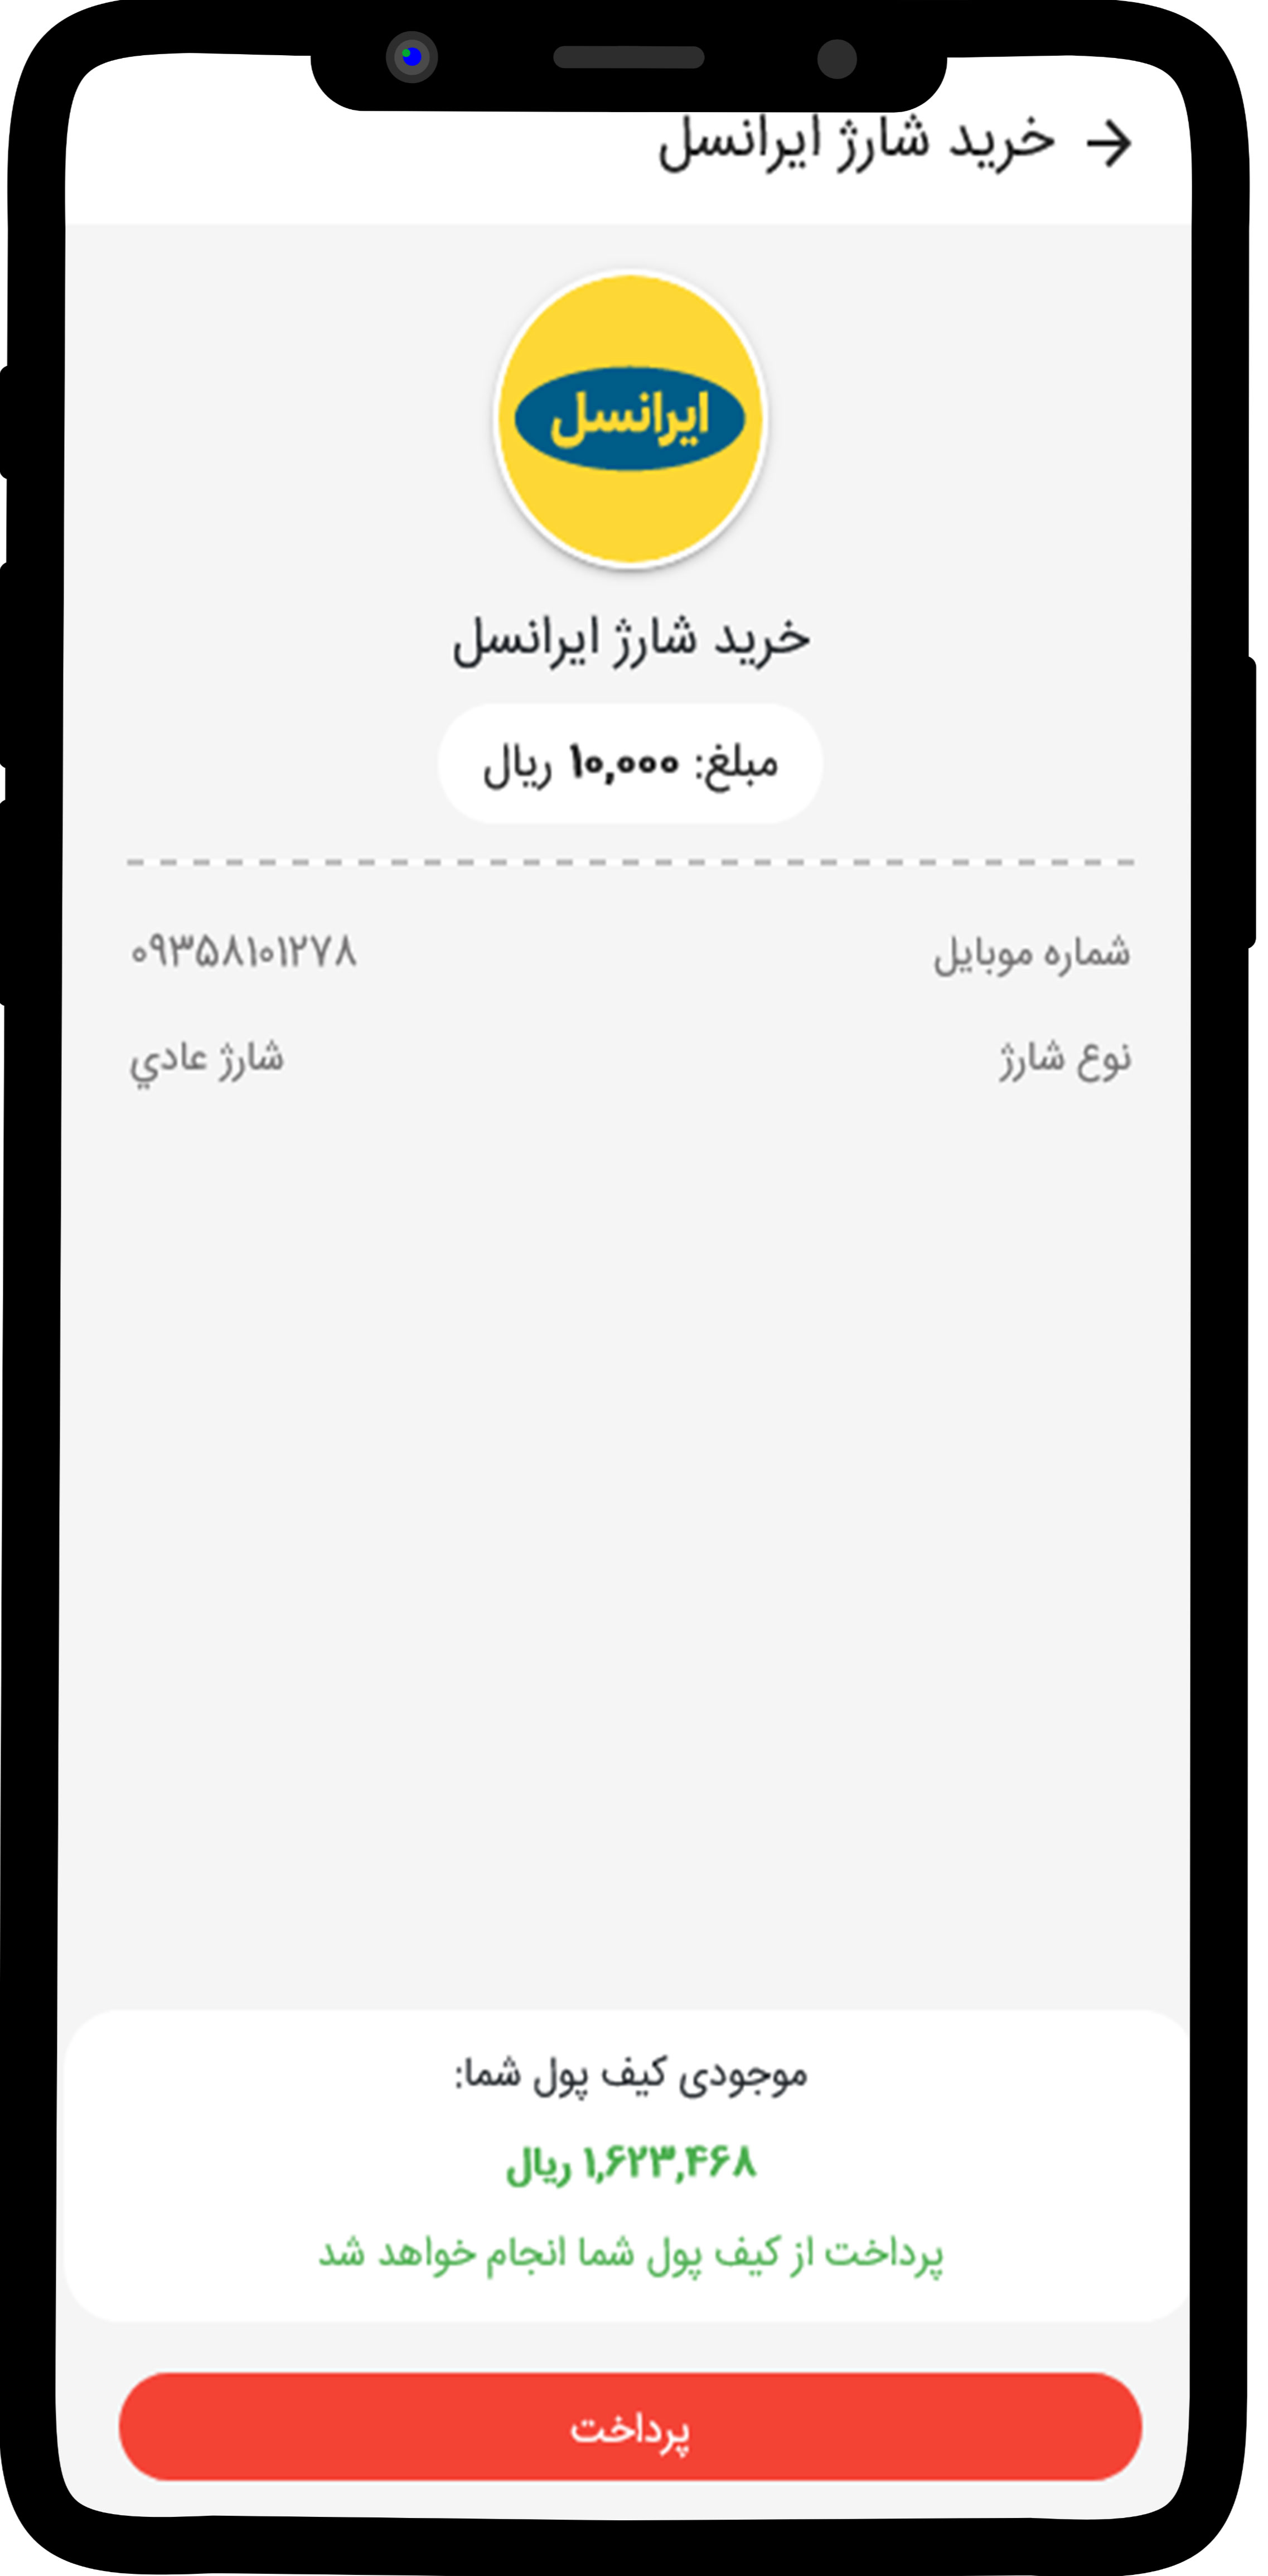 خرید شارژ ایرانسل
ایرانسل
خرید شارژ ایرانسل
مبلغ: ۱۰,۰۰۰ ریال
شماره موبایل ۰۹۳۵۸۱۰۱۲۷۸
نوع شارژ شارژ عادي
موجودی کیف پول شما:
۱,۶۲۳,۴۶۸ ریال
پرداخت از کیف پول شما انجام خواهد شد
پرداخت